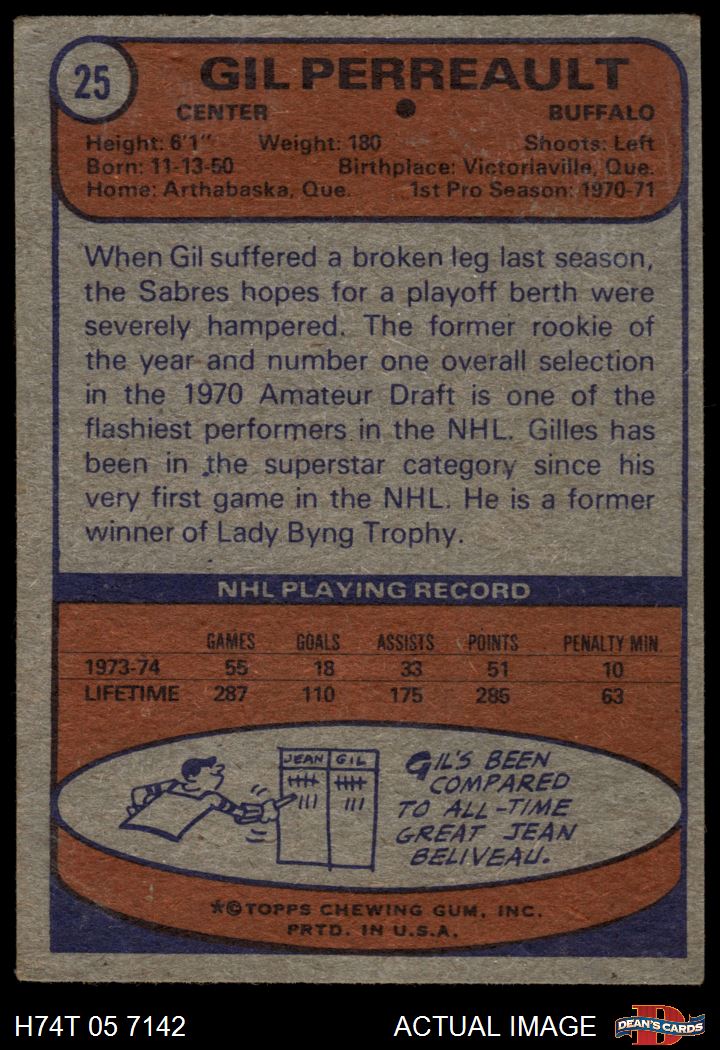 25
GIL PERREAULT
CENTER BUFFALO
Height: 6'1" Weight: 180 Shoots: Left
Born: 11-13-50 Birthplace: Victoriaville, Que.
Home: Arthabaska, Que. 1st Pro Season: 1970-71
When Gil suffered a broken leg last season,
the Sabres hopes for a playoff berth were
severely hampered. The former rookie of
the year and number one overall selection
in the 1970 Amateur Draft is one of the
flashiest performers in the NHL. Gilles has
been in the superstar category since his
very first game in the NHL. He is a former
winner of Lady Byng Trophy.
NHL PLAYING RECORD
GAMES GOALS ASSISTS POINTS PENALTY MIN.
1973-74 55 18 33 51 10
LIFETIME 287 110 175 285 63
JEAN GIL
GIL'S BEEN
COMPARED
TO ALL-TIME
GREAT JEAN
BELIVEAU.
*©TOPPS CHEWING GUM, INC.
PRTD. IN U.S.A.
H74T 05 7142 ACTUAL IMAGE DEAN'S CARDS